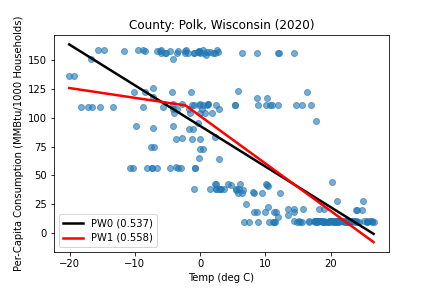 County: Polk, Wisconsin (2020)
Per-Capita Consumption (MMBtu/1000 Households)
150
125
100
75
50
25
0
PW0 (0.537)
PW1 (0.558)
−20 −10 0 10 20
Temp (deg C)